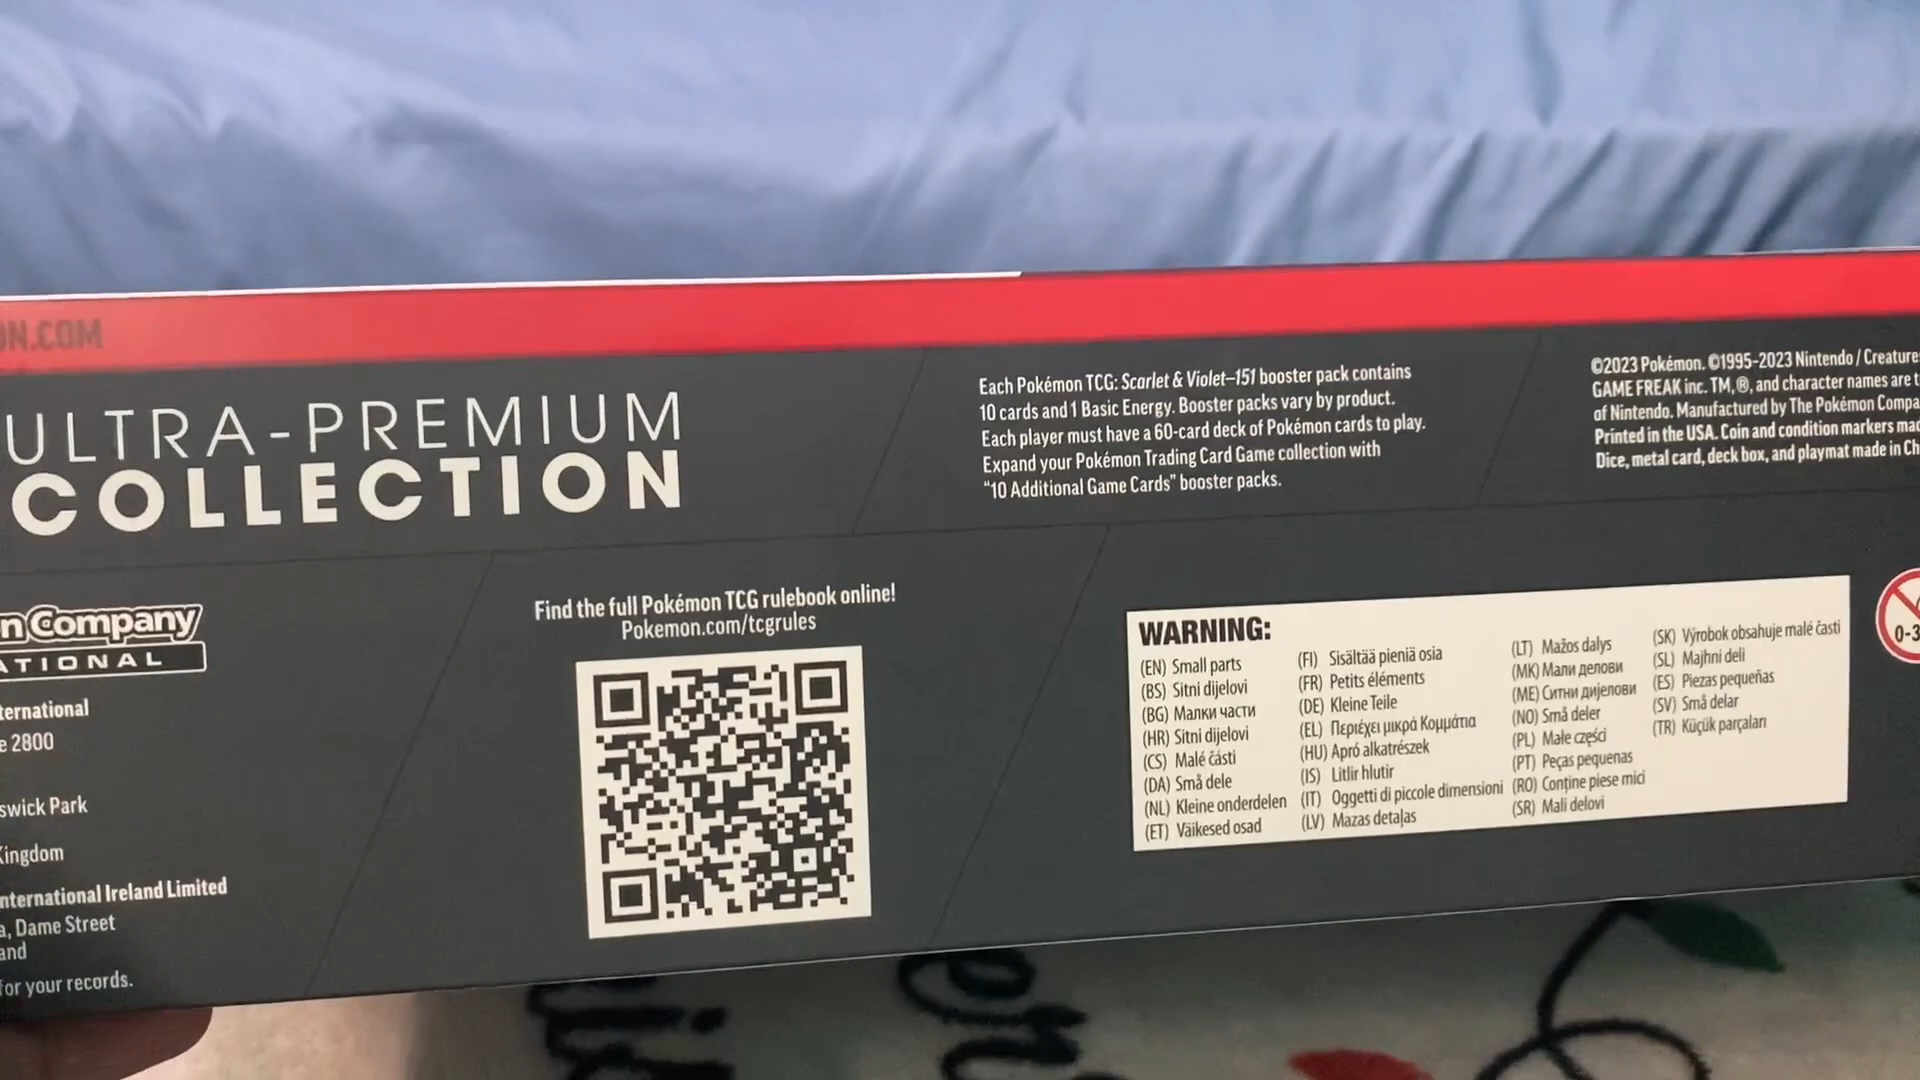 ON.COM
ULTRA-PREMIUM
COLLECTION
Each Pokémon TCG: Scarlet & Violet–151 booster pack contains
10 cards and 1 Basic Energy. Booster packs vary by product.
Each player must have a 60-card deck of Pokémon cards to play.
Expand your Pokémon Trading Card Game collection with
“10 Additional Game Cards” booster packs.
©2023 Pokémon. ©1995–2023 Nintendo / Creature
GAME FREAK inc. TM, ®, and character names are t
of Nintendo. Manufactured by The Pokémon Compa
Printed in the USA. Coin and condition markers mad
Dice, metal card, deck box, and playmat made in Ch
n Company
ATIONAL
ternational
e 2800
swick Park
Kingdom
nternational Ireland Limited
a, Dame Street
and
for your records.
Find the full Pokémon TCG rulebook online!
Pokemon.com/tcgrules
WARNING:
(EN) Small parts
(BS) Sitni dijelovi
(BG) Малки части
(HR) Sitni dijelovi
(CS) Malé části
(DA) Små dele
(NL) Kleine onderdelen
(ET) Väikesed osad
(FI) Sisältää pieniä osia
(FR) Petits éléments
(DE) Kleine Teile
(EL) Περιέχει μικρά Κομμάτια
(HU) Apró alkatrészek
(IS) Litlir hlutir
(IT) Oggetti di piccole dimensioni
(LV) Mazas detaļas
(LT) Mažos dalys
(MK) Мали делови
(ME) Ситни дијелови
(NO) Små deler
(PL) Małe części
(PT) Peças pequenas
(RO) Conține piese mici
(SR) Mali delovi
(SK) Výrobok obsahuje malé časti
(SL) Majhni deli
(ES) Piezas pequeñas
(SV) Små delar
(TR) Küçük parçaları
0-3